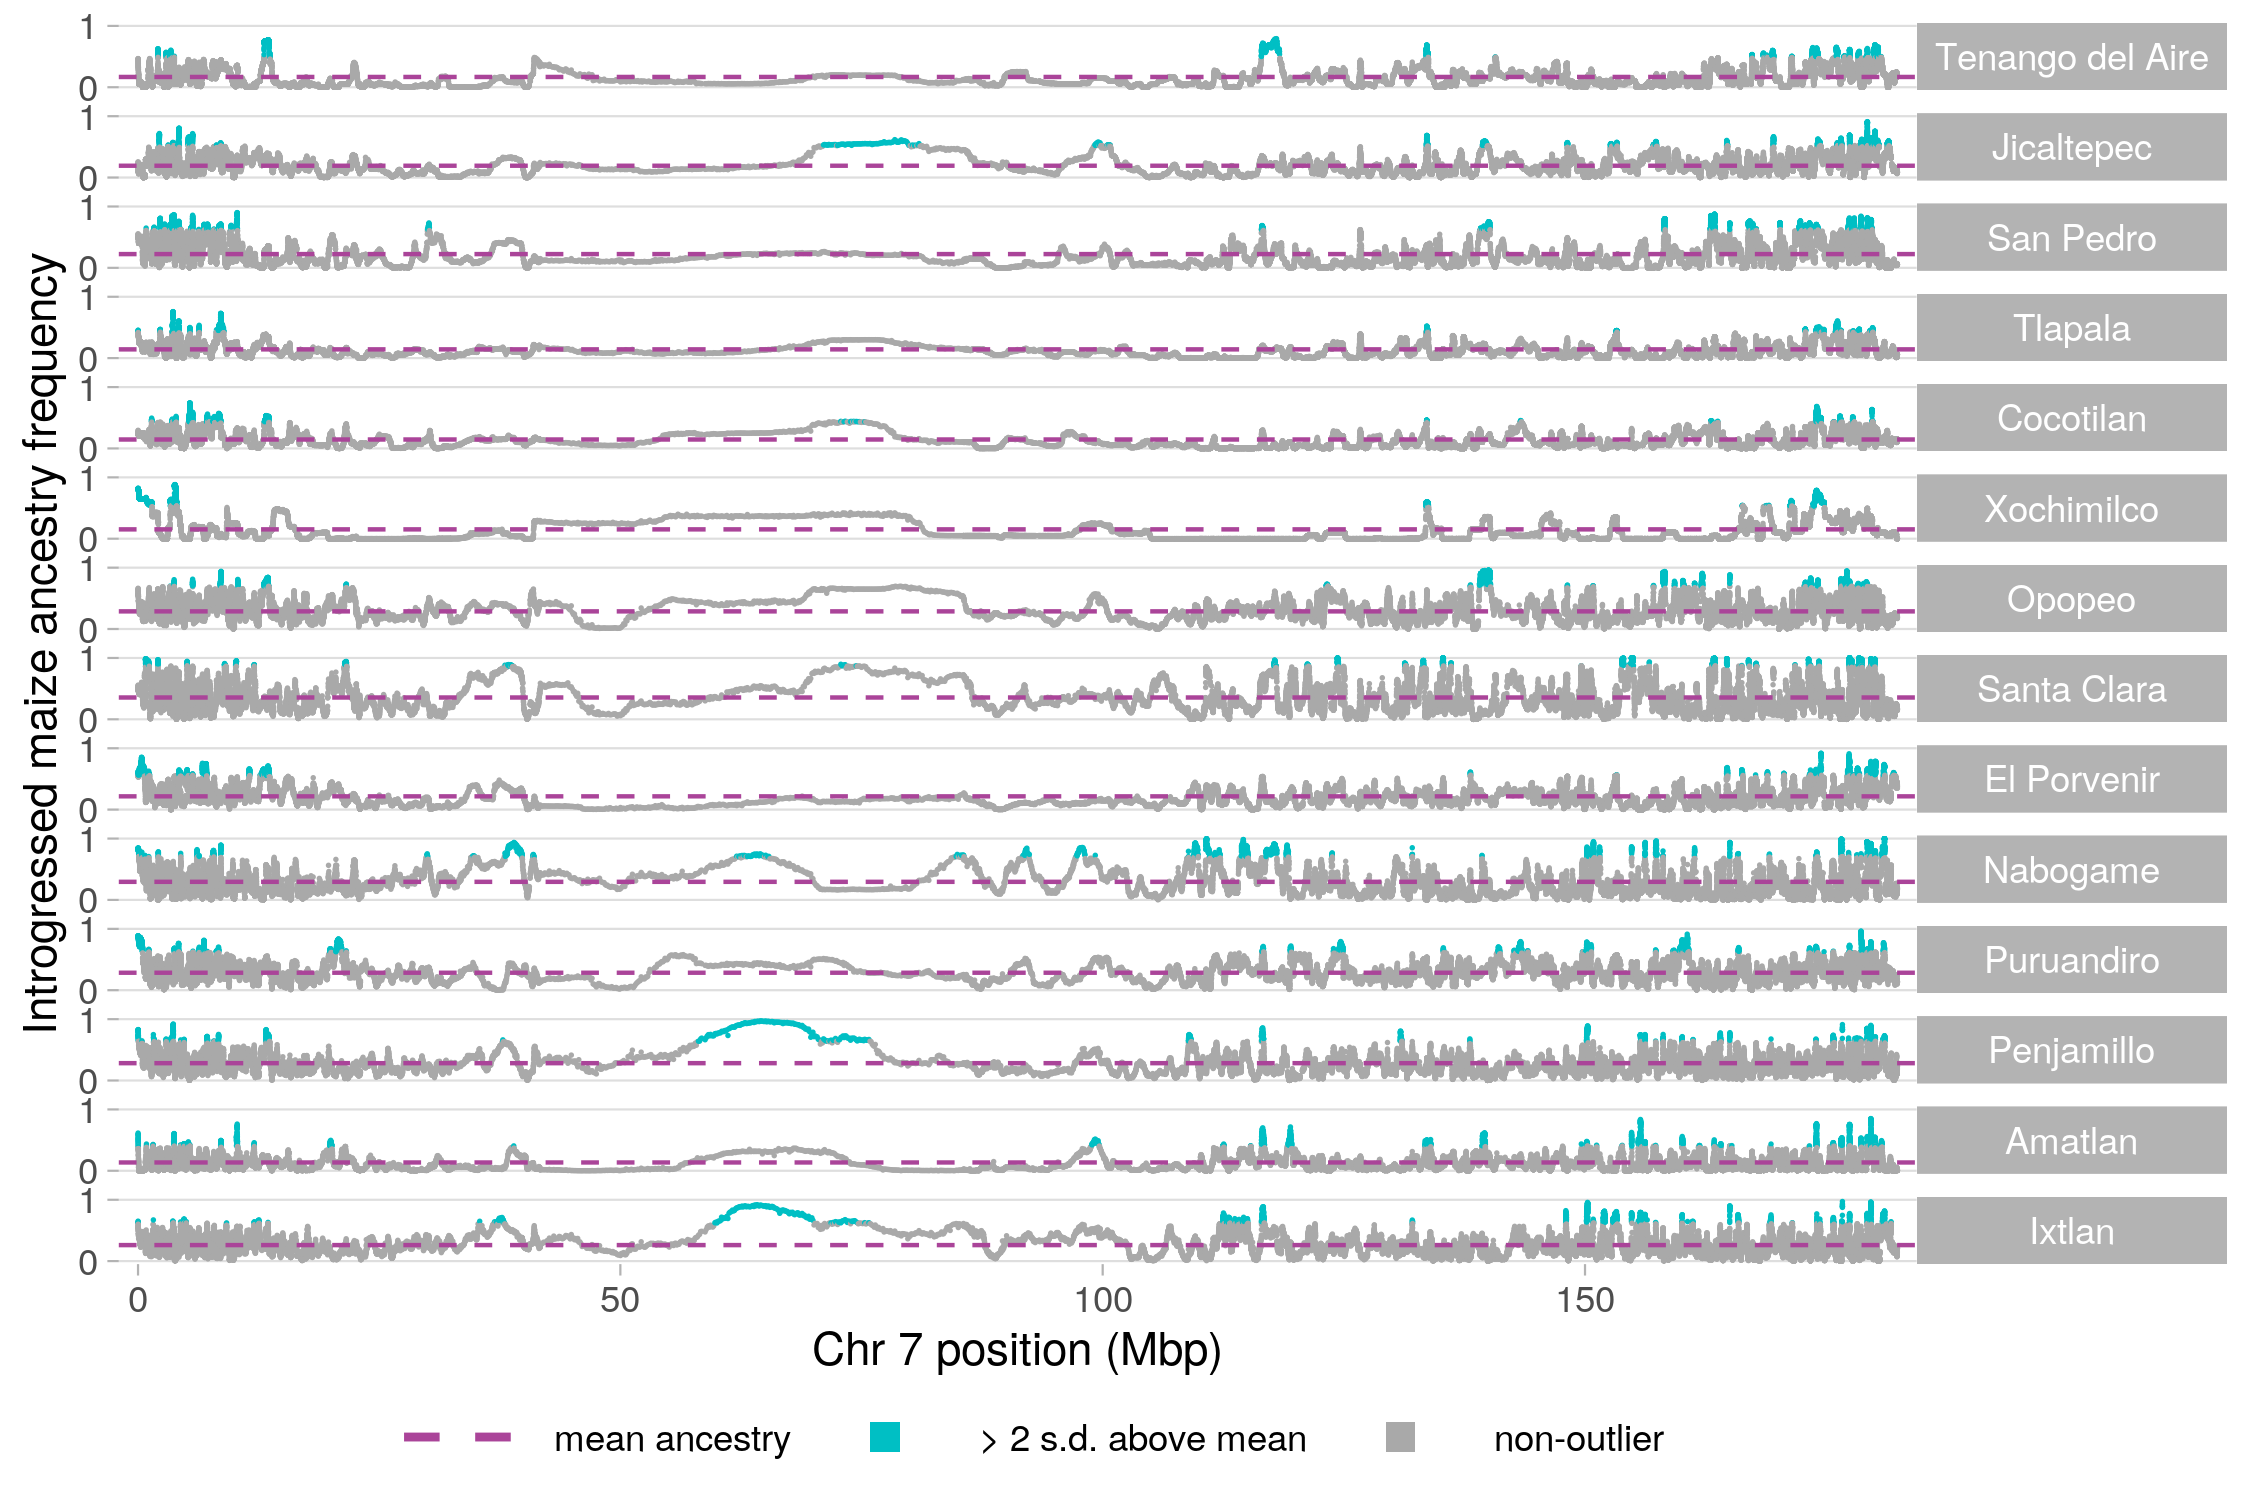 Introgressed maize ancestry frequency
1
0
Tenango del Aire
1
0
Jicaltepec
1
0
San Pedro
1
0
Tlapala
1
0
Cocotilan
1
0
Xochimilco
1
0
Opopeo
1
0
Santa Clara
1
0
El Porvenir
1
0
Nabogame
1
0
Puruandiro
1
0
Penjamillo
1
0
Amatlan
1
0
Ixtlan
0 50 100 150
Chr 7 position (Mbp)
mean ancestry > 2 s.d. above mean non-outlier